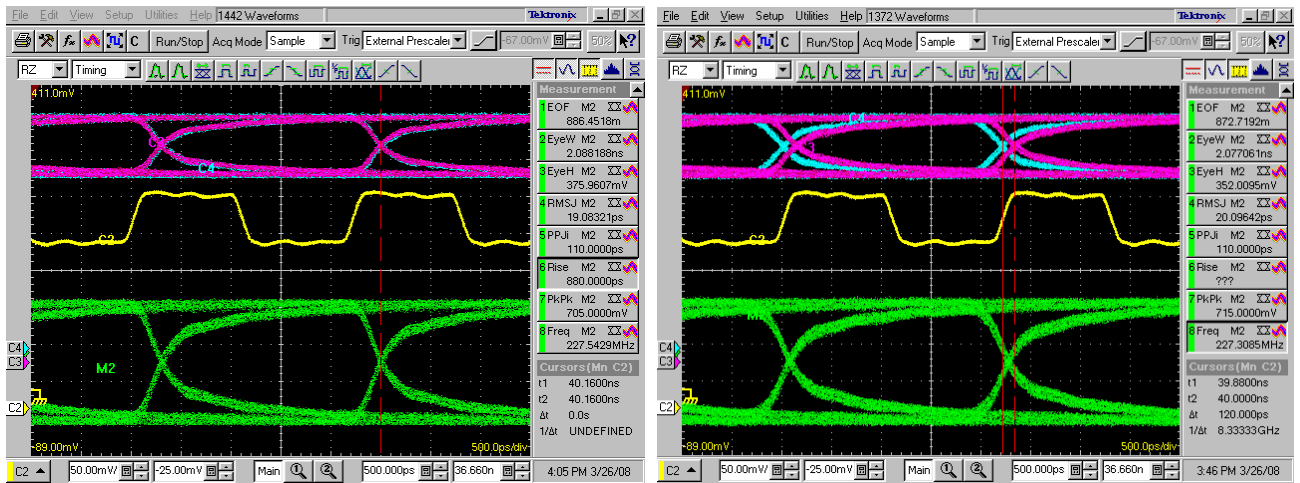 File Edit View Setup Utilities Help 1442 Waveforms Tektronix
C Run/Stop Acq Mode Sample Trig External Prescaler -67.00mV 50% ?
RZ Timing
411.0mV
C4
C2
M2
C4
C3
C2
-89.00mV 500.0ps/div
Measurement
1 EOF M2
886.4518m
2 EyeW M2
2.088188ns
3 EyeH M2
375.9607mV
4 RMSJ M2
19.08321ps
5 PPJi M2
110.0000ps
6 Rise M2
880.0000ps
7 PkPk M2
705.0000mV
8 Freq M2
227.5429MHz
Cursors(Mn C2)
t1 40.1600ns
t2 40.1600ns
Δt 0.0s
1/Δt UNDEFINED
C2 50.00mV/ -25.00mV Main 1 2 500.000ps 36.660n 4:05 PM 3/26/08
File Edit View Setup Utilities Help 1372 Waveforms Tektronix
C Run/Stop Acq Mode Sample Trig External Prescaler -67.00mV 50% ?
RZ Timing
411.0mV
C4
C2
C4
C3
C2
-89.00mV 500.0ps/div
Measurement
1 EOF M2
872.7192m
2 EyeW M2
2.077061ns
3 EyeH M2
352.0095mV
4 RMSJ M2
20.09642ps
5 PPJi M2
110.0000ps
6 Rise M2
???
7 PkPk M2
715.0000mV
8 Freq M2
227.3085MHz
Cursors(Mn C2)
t1 39.8800ns
t2 40.0000ns
Δt 120.000ps
1/Δt 8.33333GHz
C2 50.00mV/ -25.00mV Main 1 2 500.000ps 36.660n 3:46 PM 3/26/08